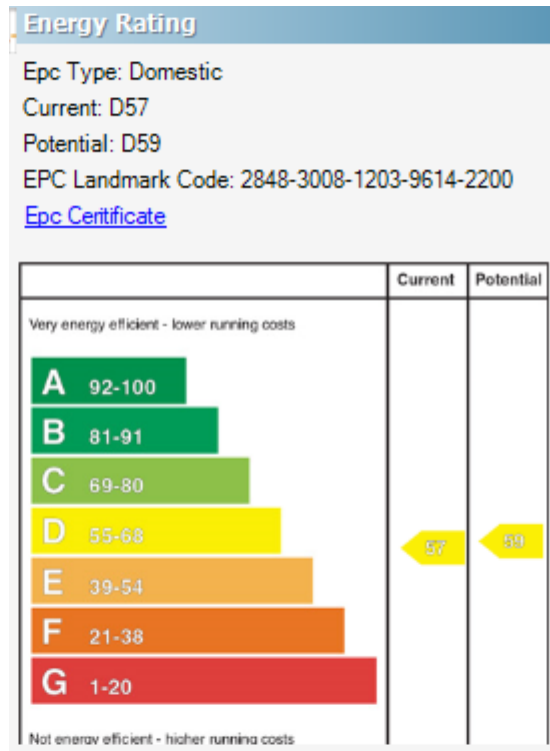 Energy Rating
Epc Type: Domestic
Current: D57
Potential: D59
EPC Landmark Code: 2848-3008-1203-9614-2200
Epc Ceritificate
Current Potential
Very energy efficient - lower running costs
A 92-100
B 81-91
C 69-80
D 55-68
57 59
E 39-54
F 21-38
G 1-20
Not energy efficient - higher running costs